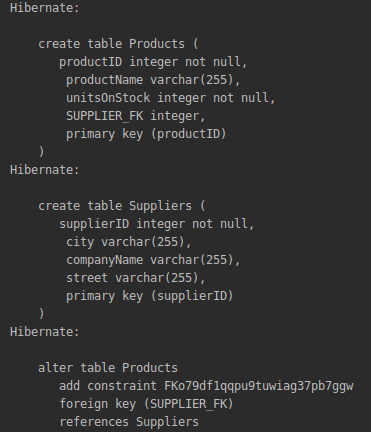 Hibernate:
    create table Products (
       productID integer not null,
        productName varchar(255),
        unitsOnStock integer not null,
        SUPPLIER_FK integer,
        primary key (productID)
    )
Hibernate:
    create table Suppliers (
       supplierID integer not null,
        city varchar(255),
        companyName varchar(255),
        street varchar(255),
        primary key (supplierID)
    )
Hibernate:
    alter table Products
       add constraint FKo79df1qqpu9tuwiag37pb7ggw
       foreign key (SUPPLIER_FK)
       references Suppliers